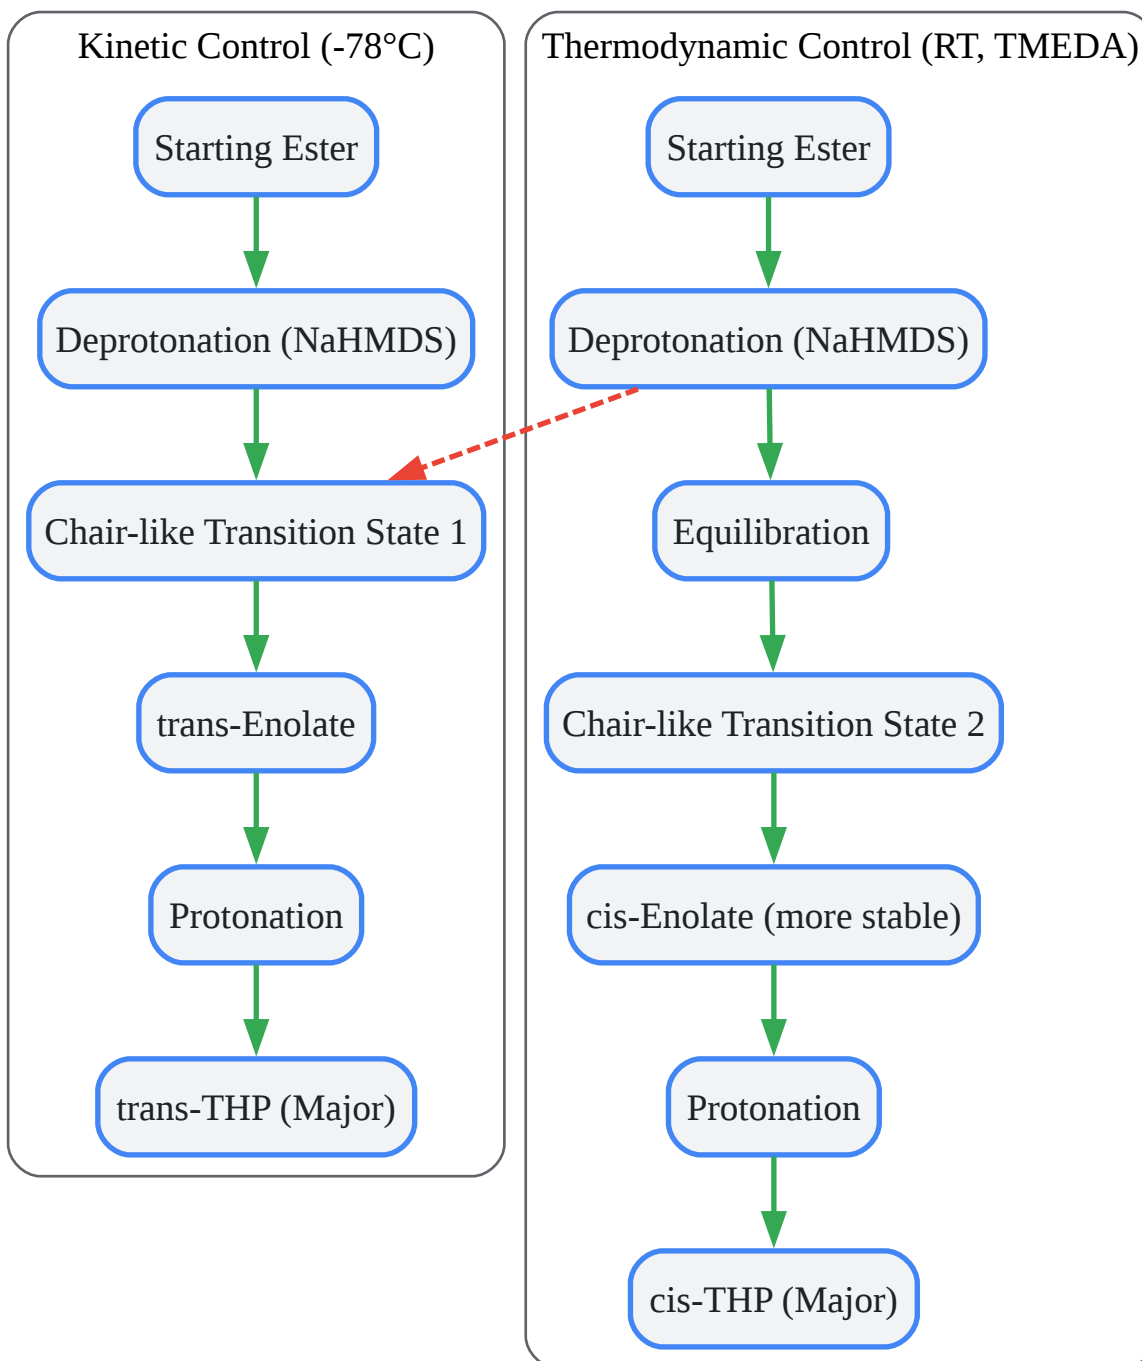 Kinetic Control (-78°C)
Starting Ester
Deprotonation (NaHMDS)
Chair-like Transition State 1
trans-Enolate
Protonation
trans-THP (Major)
Thermodynamic Control (RT, TMEDA)
Starting Ester
Deprotonation (NaHMDS)
Equilibration
Chair-like Transition State 2
cis-Enolate (more stable)
Protonation
cis-THP (Major)